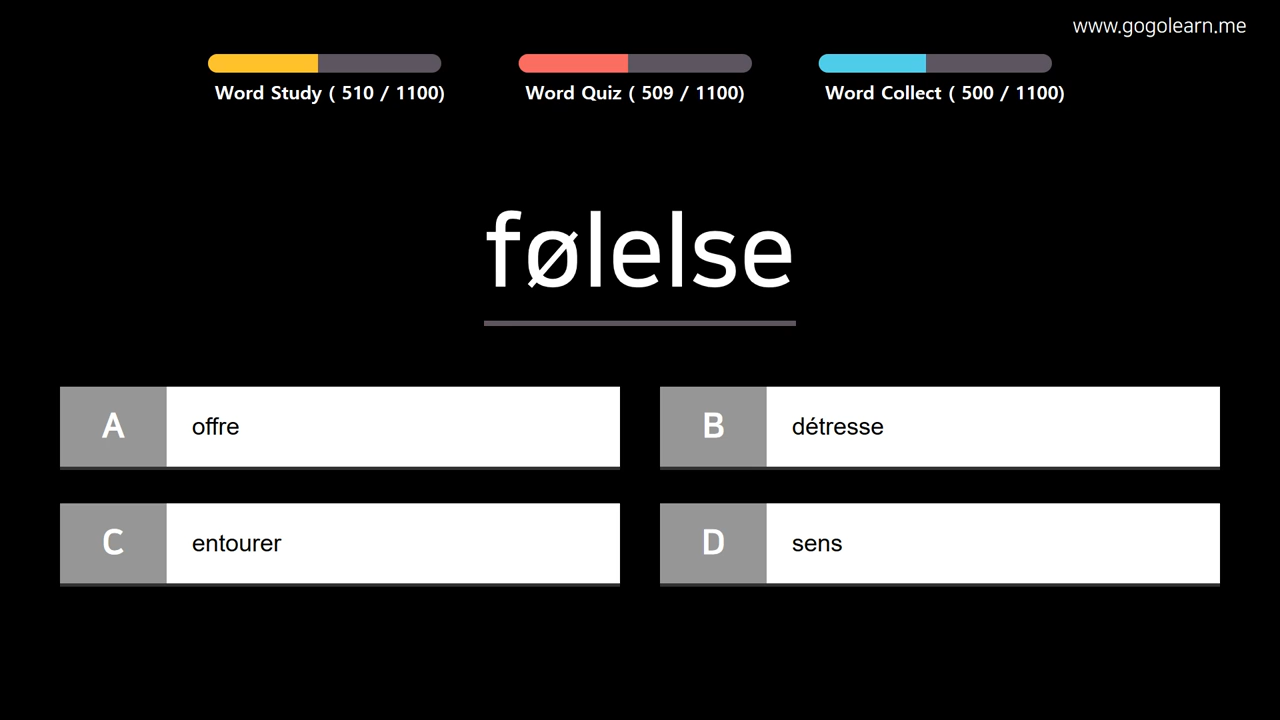 www.gogolearn.me
Word Study ( 510 / 1100)
Word Quiz ( 509 / 1100)
Word Collect ( 500 / 1100)
følelse
A
offre
B
détresse
C
entourer
D
sens